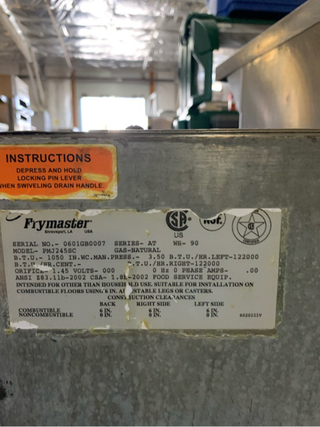 INSTRUCTIONS
DEPRESS AND HOLD
LOCKING PIN LEVER
WHEN SWIVELING DRAIN HANDLE
Frymaster
Shreveport, LA USA
SA
US
NSF
SERIAL NO.- 0601GB0007 SERIES- AT WH- 90
MODEL- PMJ245SC GAS-NATURAL
B.T.U.- 1050 IN.WC.MAN.PRESS.- 3.50 B.T.U./HR.LEFT-122000
B.T.U./HR.CENT.- B.T.U./HR.RIGHT-122000
ORIFICE- 1.45 VOLTS- 000 0 Hz 0 PHASE AMPS- .00
ANSI Z83.11b-2002 CSA- 1.8b-2002 FOOD SERVICE EQUIP.
INTENDED FOR OTHER THAN HOUSEHOLD USE. SUITABLE FOR INSTALLATION ON
COMBUSTIBLE FLOORS USING 6 IN. ADJUSTABLE LEGS OR CASTERS.
CONSTRUCTION CLEARANCES
BACK RIGHT SIDE LEFT SIDE
COMBUSTIBLE 6 IN. 6 IN. 6 IN.
NONCOMBUSTIBLE 0 IN. 0 IN. 0 IN.